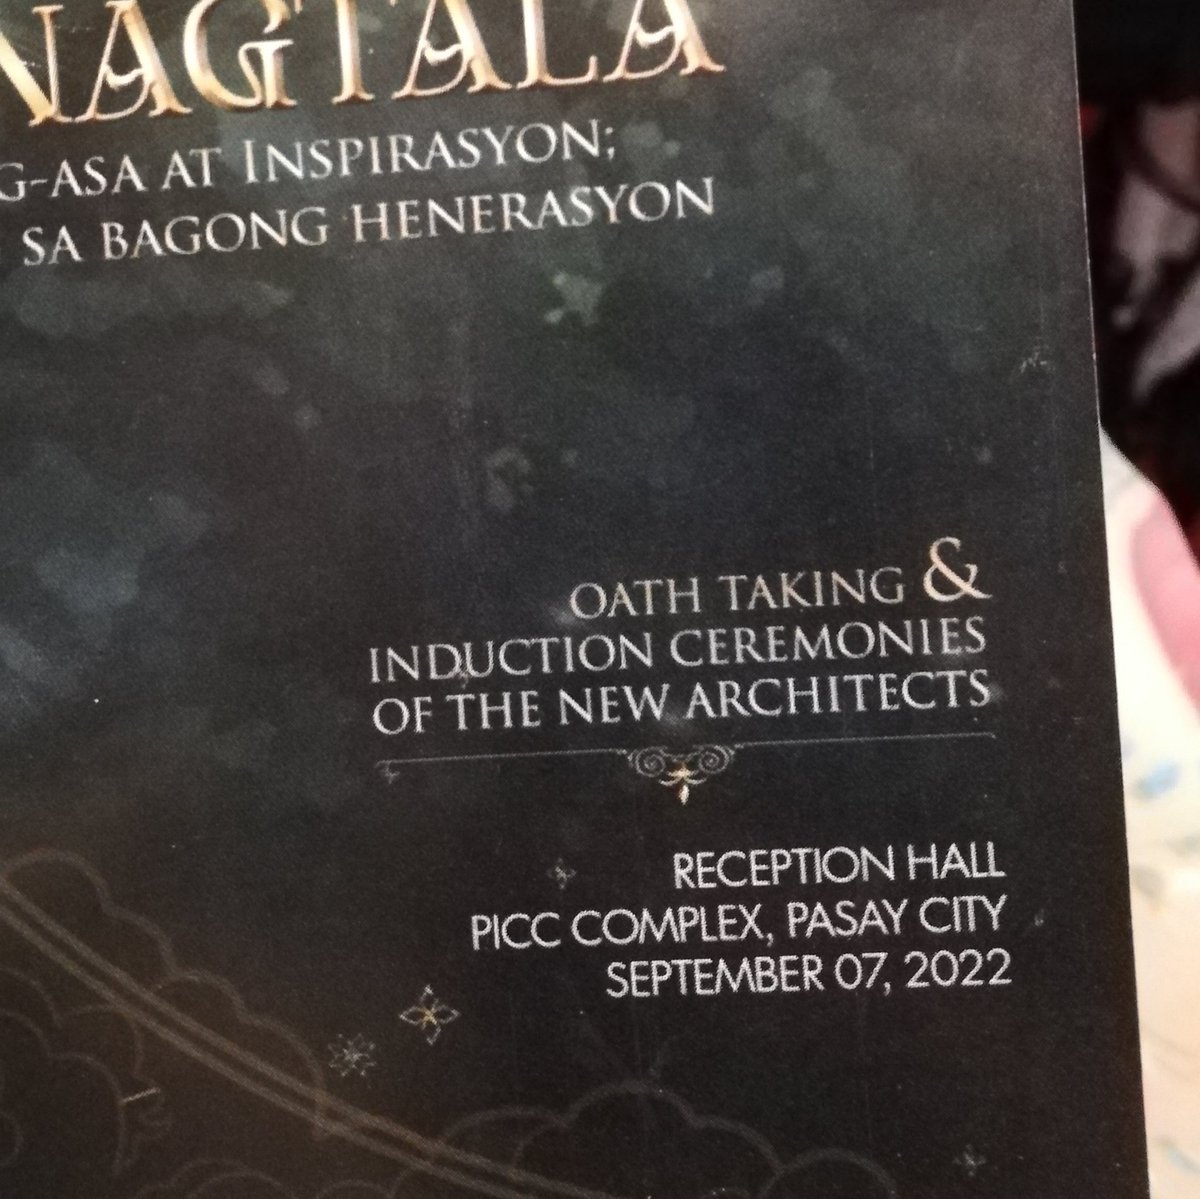 NAGTALA
G-ASA AT INSPIRASYON;
SA BAGONG HENERASYON
OATH TAKING &
INDUCTION CEREMONIES
OF THE NEW ARCHITECTS
RECEPTION HALL
PICC COMPLEX, PASAY CITY
SEPTEMBER 07, 2022